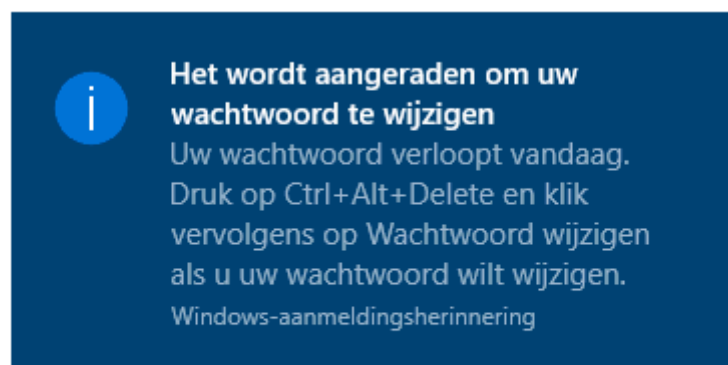 Het wordt aangeraden om uw
wachtwoord te wijzigen
Uw wachtwoord verloopt vandaag.
Druk op Ctrl+Alt+Delete en klik
vervolgens op Wachtwoord wijzigen
als u uw wachtwoord wilt wijzigen.
Windows-aanmeldingsherinnering